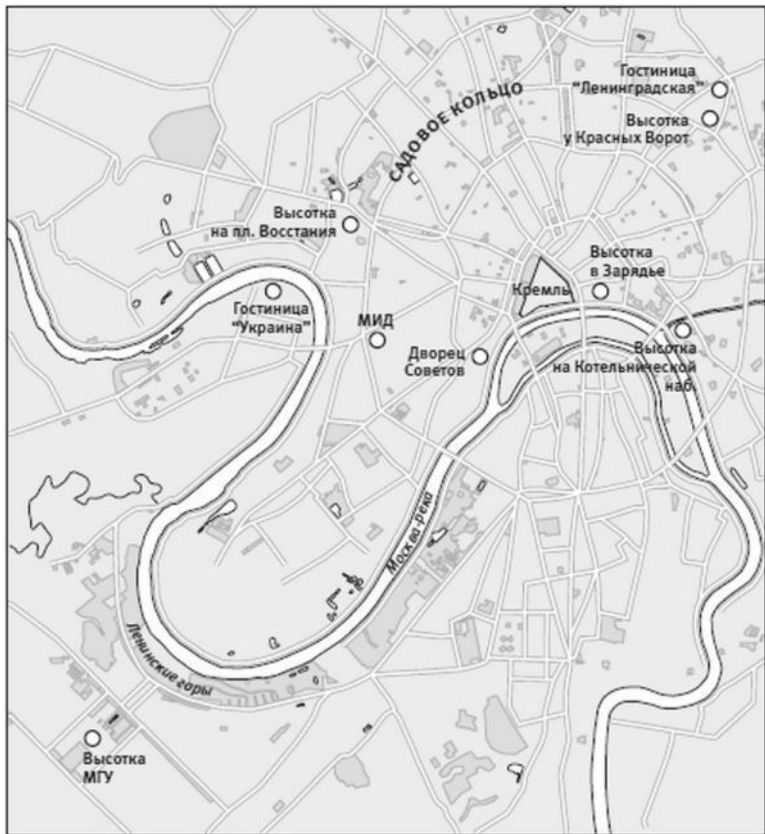 Гостиница
"Ленинградская"
Высотка
у Красных Ворот
САДОВОЕ КОЛЬЦО
Высотка
на пл. Восстания
Высотка
в Зарядье
Кремль
Гостиница
"Украина"
МИД
Дворец
Советов
Высотка
на Котельнической
наб.
Москва-река
Ленинские горы
Высотка
МГУ